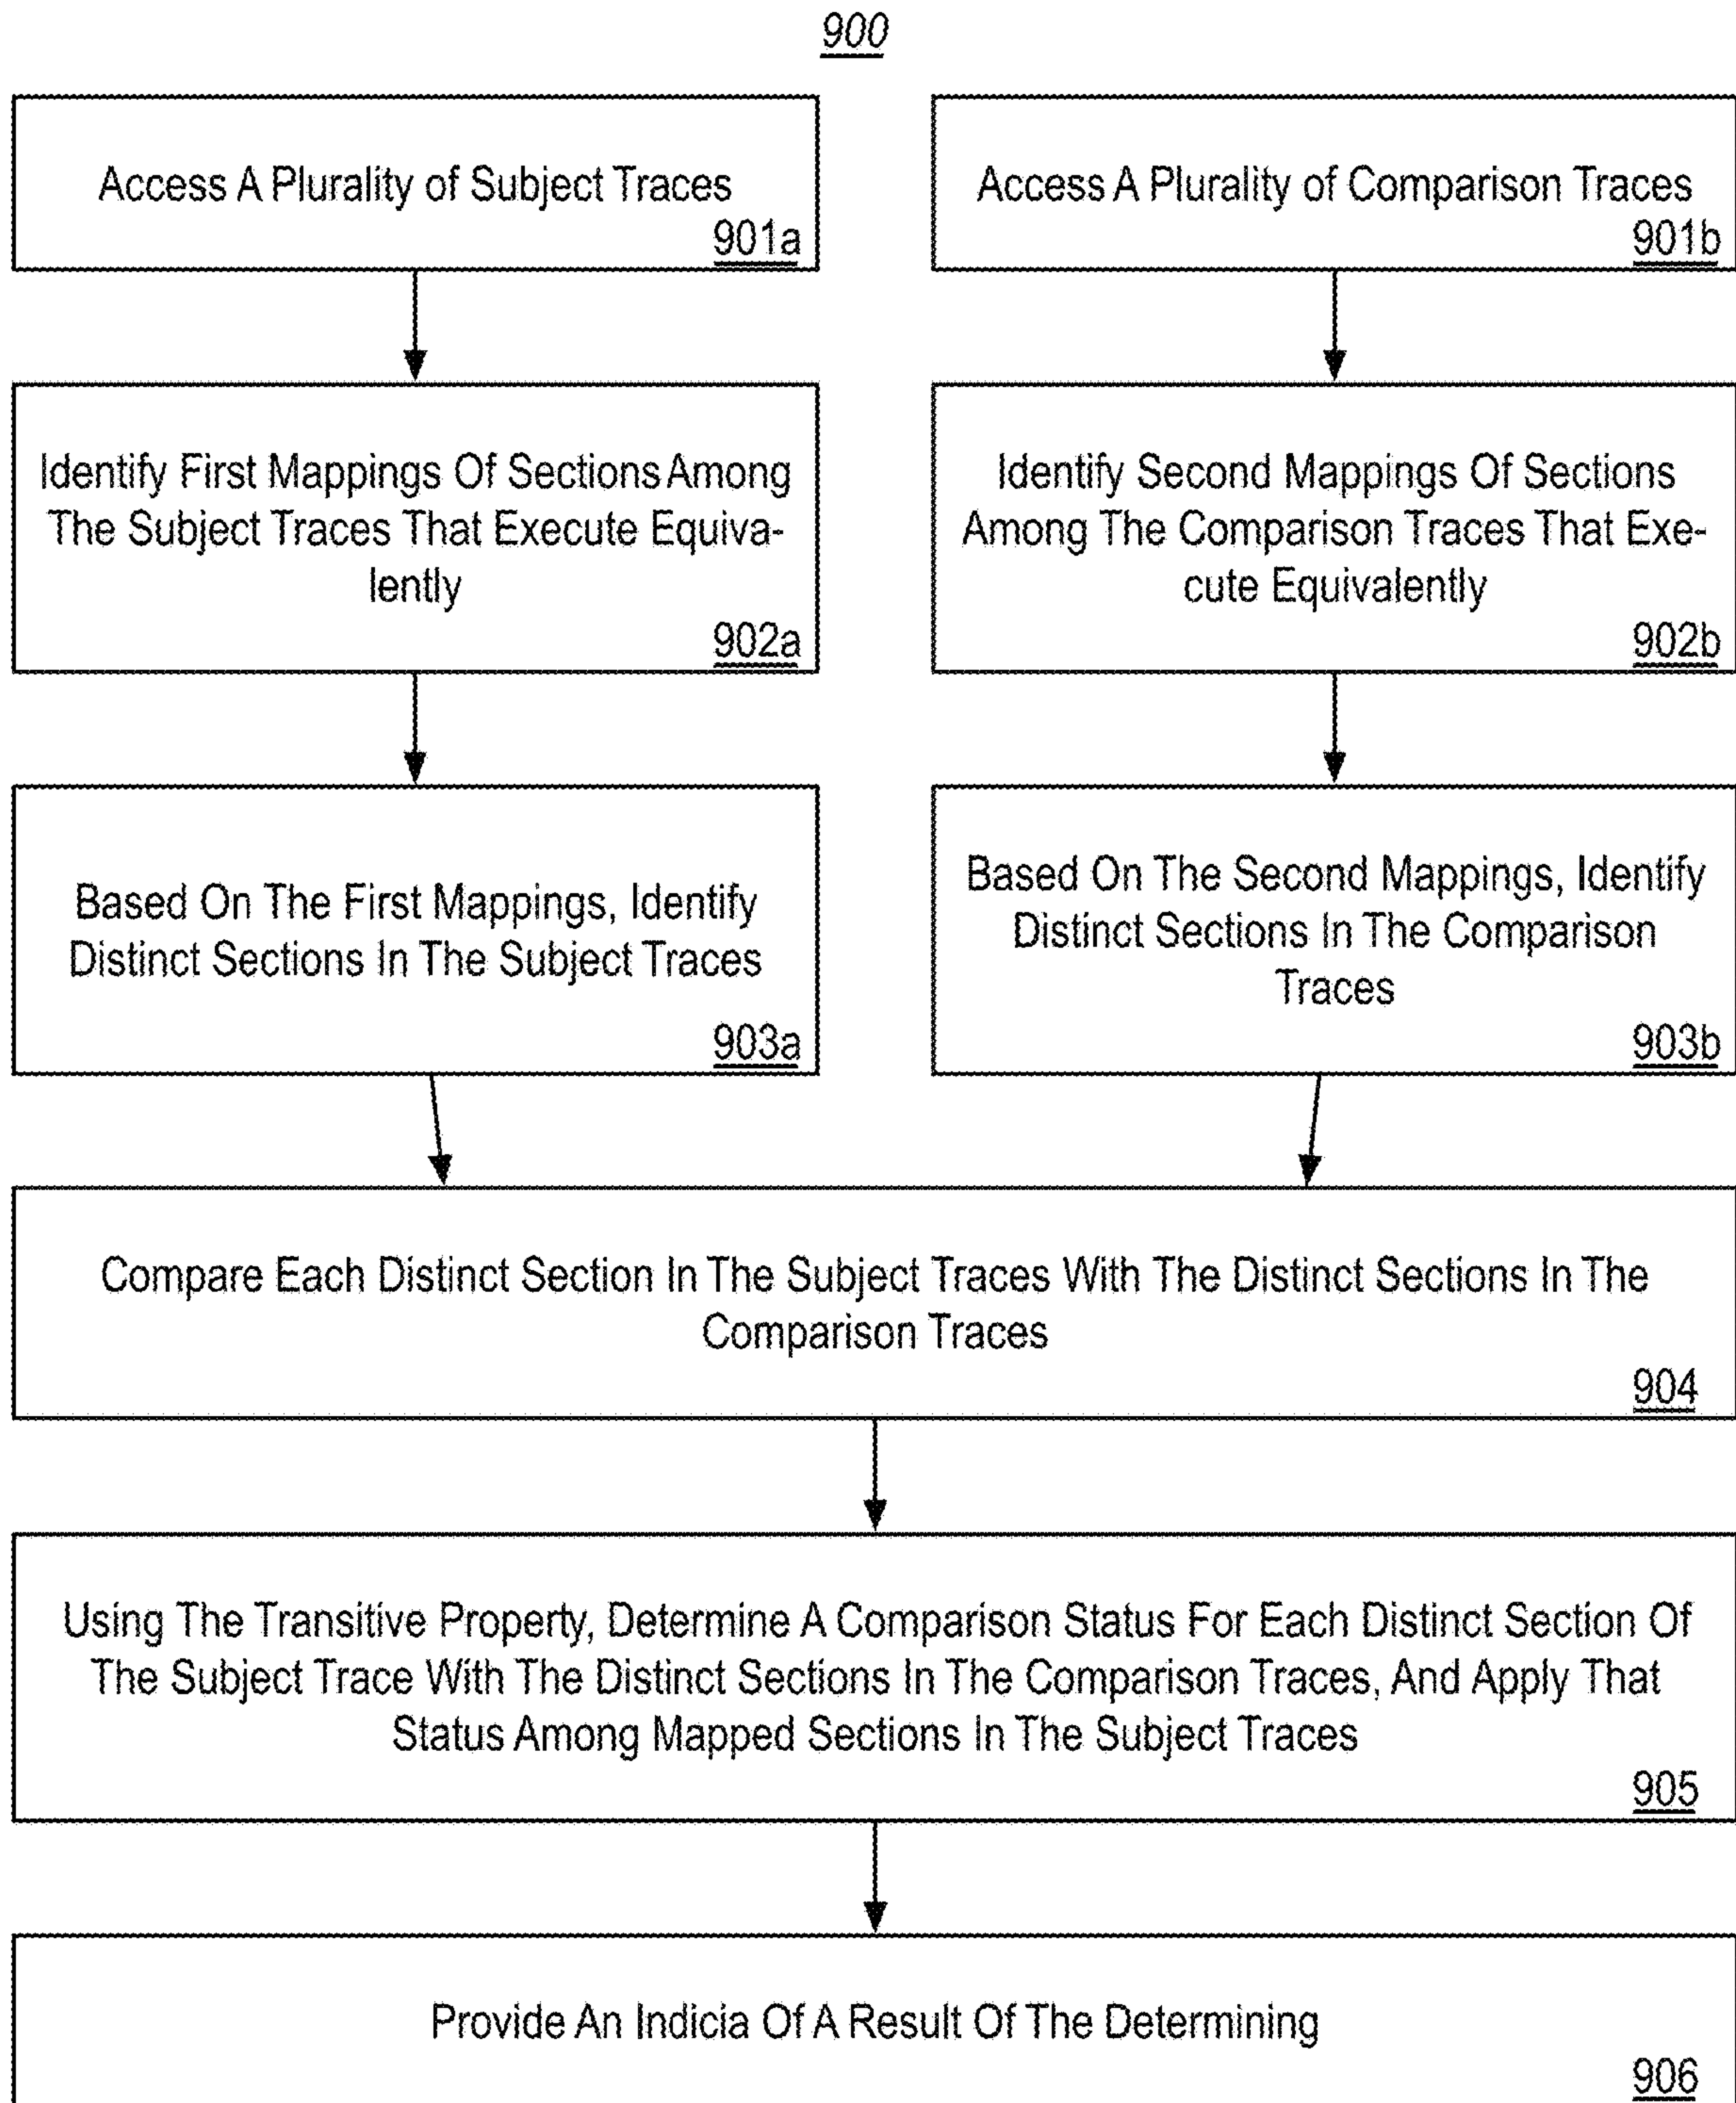 900
Access A Plurality of Subject Traces
901a
Access A Plurality of Comparison Traces
901b
Identify First Mappings Of Sections Among
The Subject Traces That Execute Equiva-
lently
902a
Identify Second Mappings Of Sections
Among The Comparison Traces That Exe-
cute Equivalently
902b
Based On The First Mappings, Identify
Distinct Sections In The Subject Traces
903a
Based On The Second Mappings, Identify
Distinct Sections In The Comparison
Traces
903b
Compare Each Distinct Section In The Subject Traces With The Distinct Sections In The
Comparison Traces
904
Using The Transitive Property, Determine A Comparison Status For Each Distinct Section Of
The Subject Trace With The Distinct Sections In The Comparison Traces, And Apply That
Status Among Mapped Sections In The Subject Traces
905
Provide An Indicia Of A Result Of The Determining
906